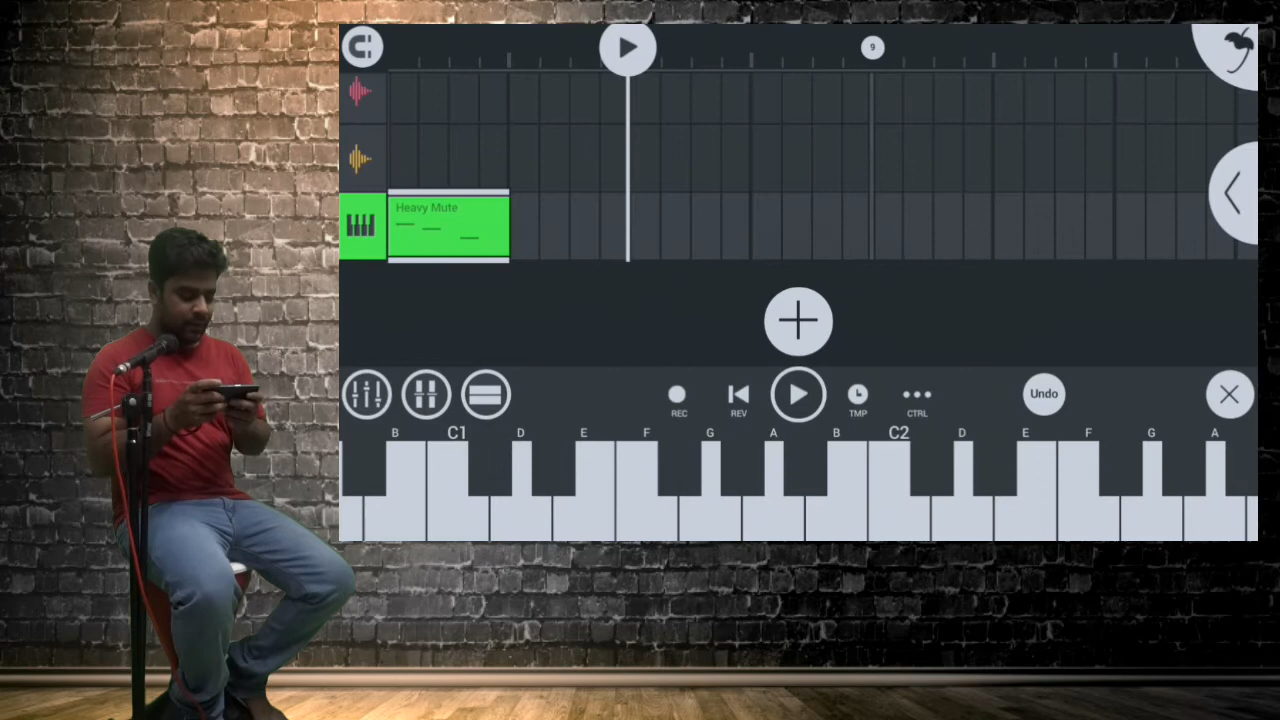 9
Heavy Mute
REC
REV
TMP
CTRL
Undo
B C1 D E F G A B C2 D E F G A